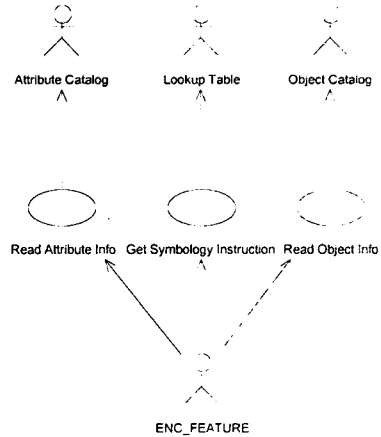 Attribute Catalog Lookup Table Object Catalog
Read Attribute Info Get Symbology Instruction Read Object Info
ENC_FEATURE